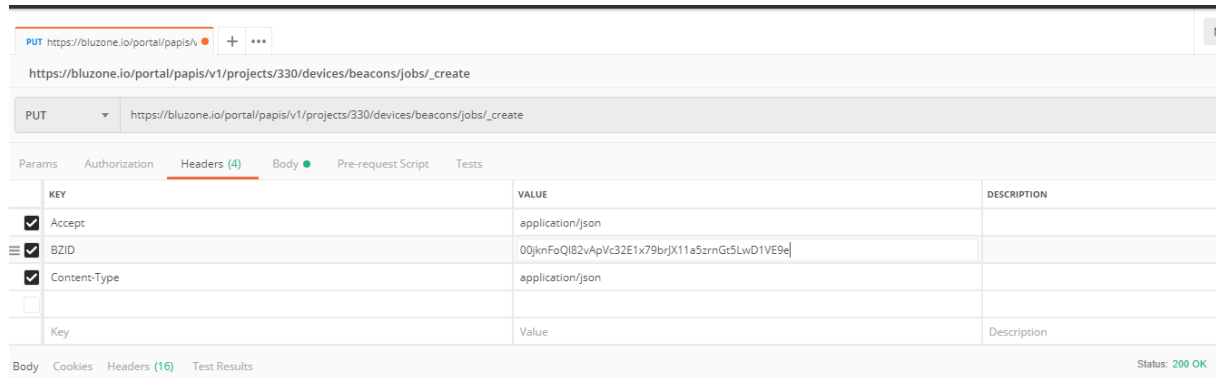 PUT https://bluzone.io/portal/papis/v + •••
https://bluzone.io/portal/papis/v1/projects/330/devices/beacons/jobs/_create
PUT https://bluzone.io/portal/papis/v1/projects/330/devices/beacons/jobs/_create
Params Authorization Headers (4) Body Pre-request Script Tests
KEY VALUE DESCRIPTION
Accept application/json
BZID 00jknFoQI82vApVc32E1x79brJX11a5zrnGt5LwD1VE9e
Content-Type application/json
Key Value Description
Body Cookies Headers (16) Test Results Status: 200 OK